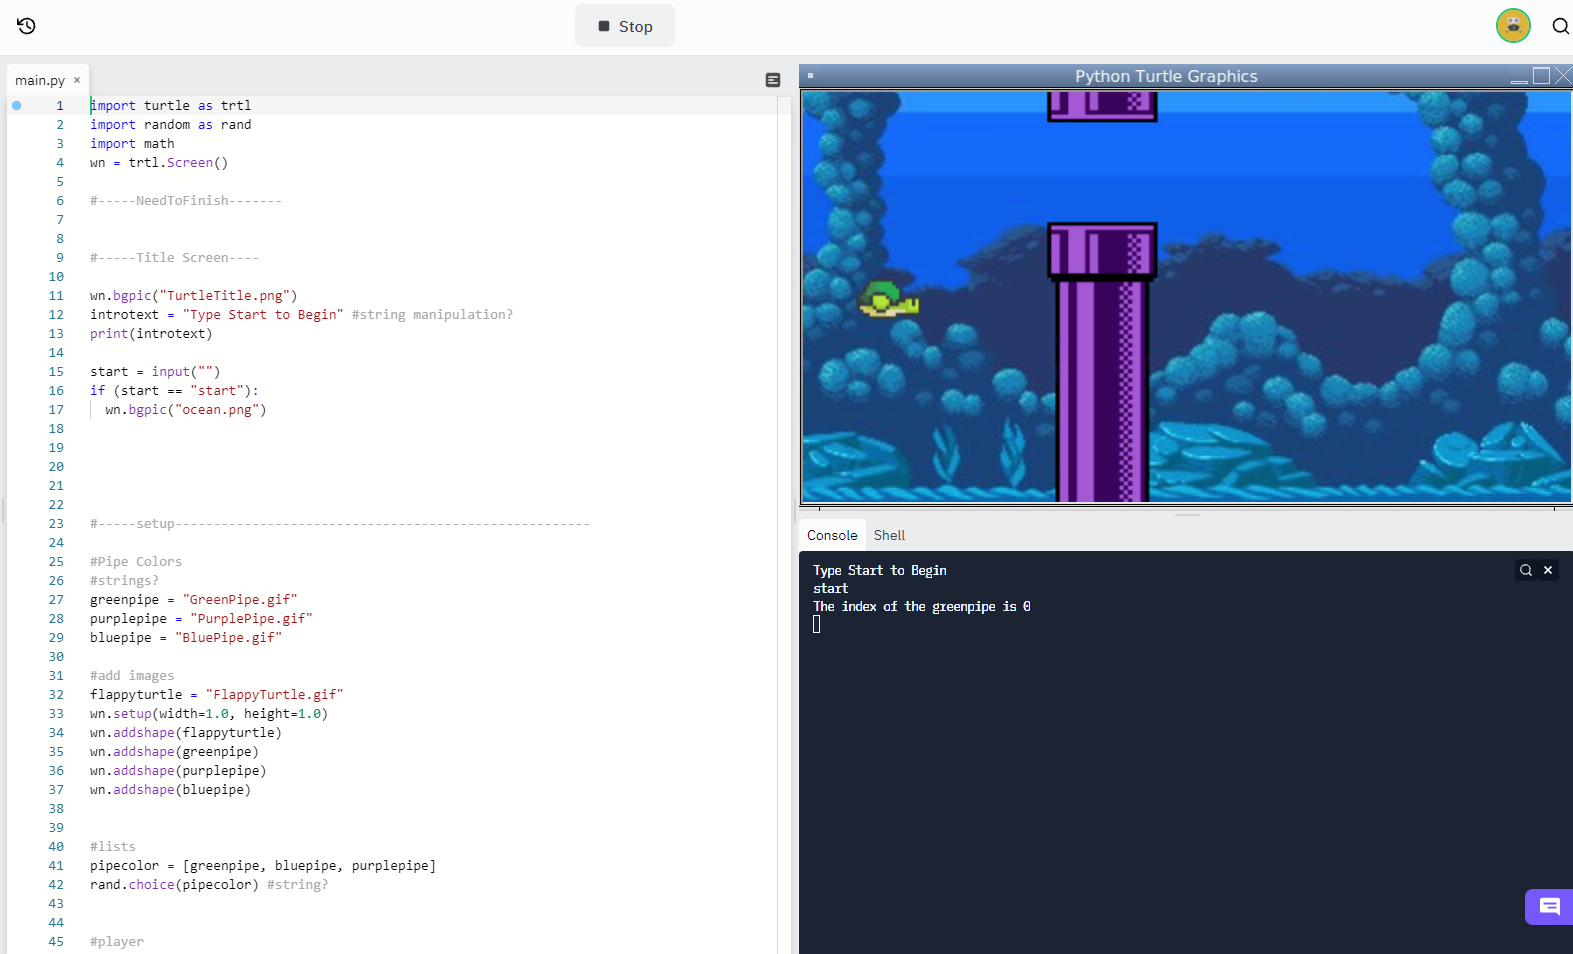 Stop
main.py ×
1 import turtle as trtl
2 import random as rand
3 import math
4 wn = trtl.Screen()
5
6 #-----NeedToFinish-------
7
8
9 #-----Title Screen----
10
11 wn.bgpic("TurtleTitle.png")
12 introtext = "Type Start to Begin" #string manipulation?
13 print(introtext)
14
15 start = input("")
16 if (start == "start"):
17 wn.bgpic("ocean.png")
18
19
20
21
22
23 #-----setup------------------------------------------------------
24
25 #Pipe Colors
26 #strings?
27 greenpipe = "GreenPipe.gif"
28 purplepipe = "PurplePipe.gif"
29 bluepipe = "BluePipe.gif"
30
31 #add images
32 flappyturtle = "FlappyTurtle.gif"
33 wn.setup(width=1.0, height=1.0)
34 wn.addshape(flappyturtle)
35 wn.addshape(greenpipe)
36 wn.addshape(purplepipe)
37 wn.addshape(bluepipe)
38
39
40 #lists
41 pipecolor = [greenpipe, bluepipe, purplepipe]
42 rand.choice(pipecolor) #string?
43
44
45 #player
Python Turtle Graphics
Console Shell
Type Start to Begin
start
The index of the greenpipe is 0